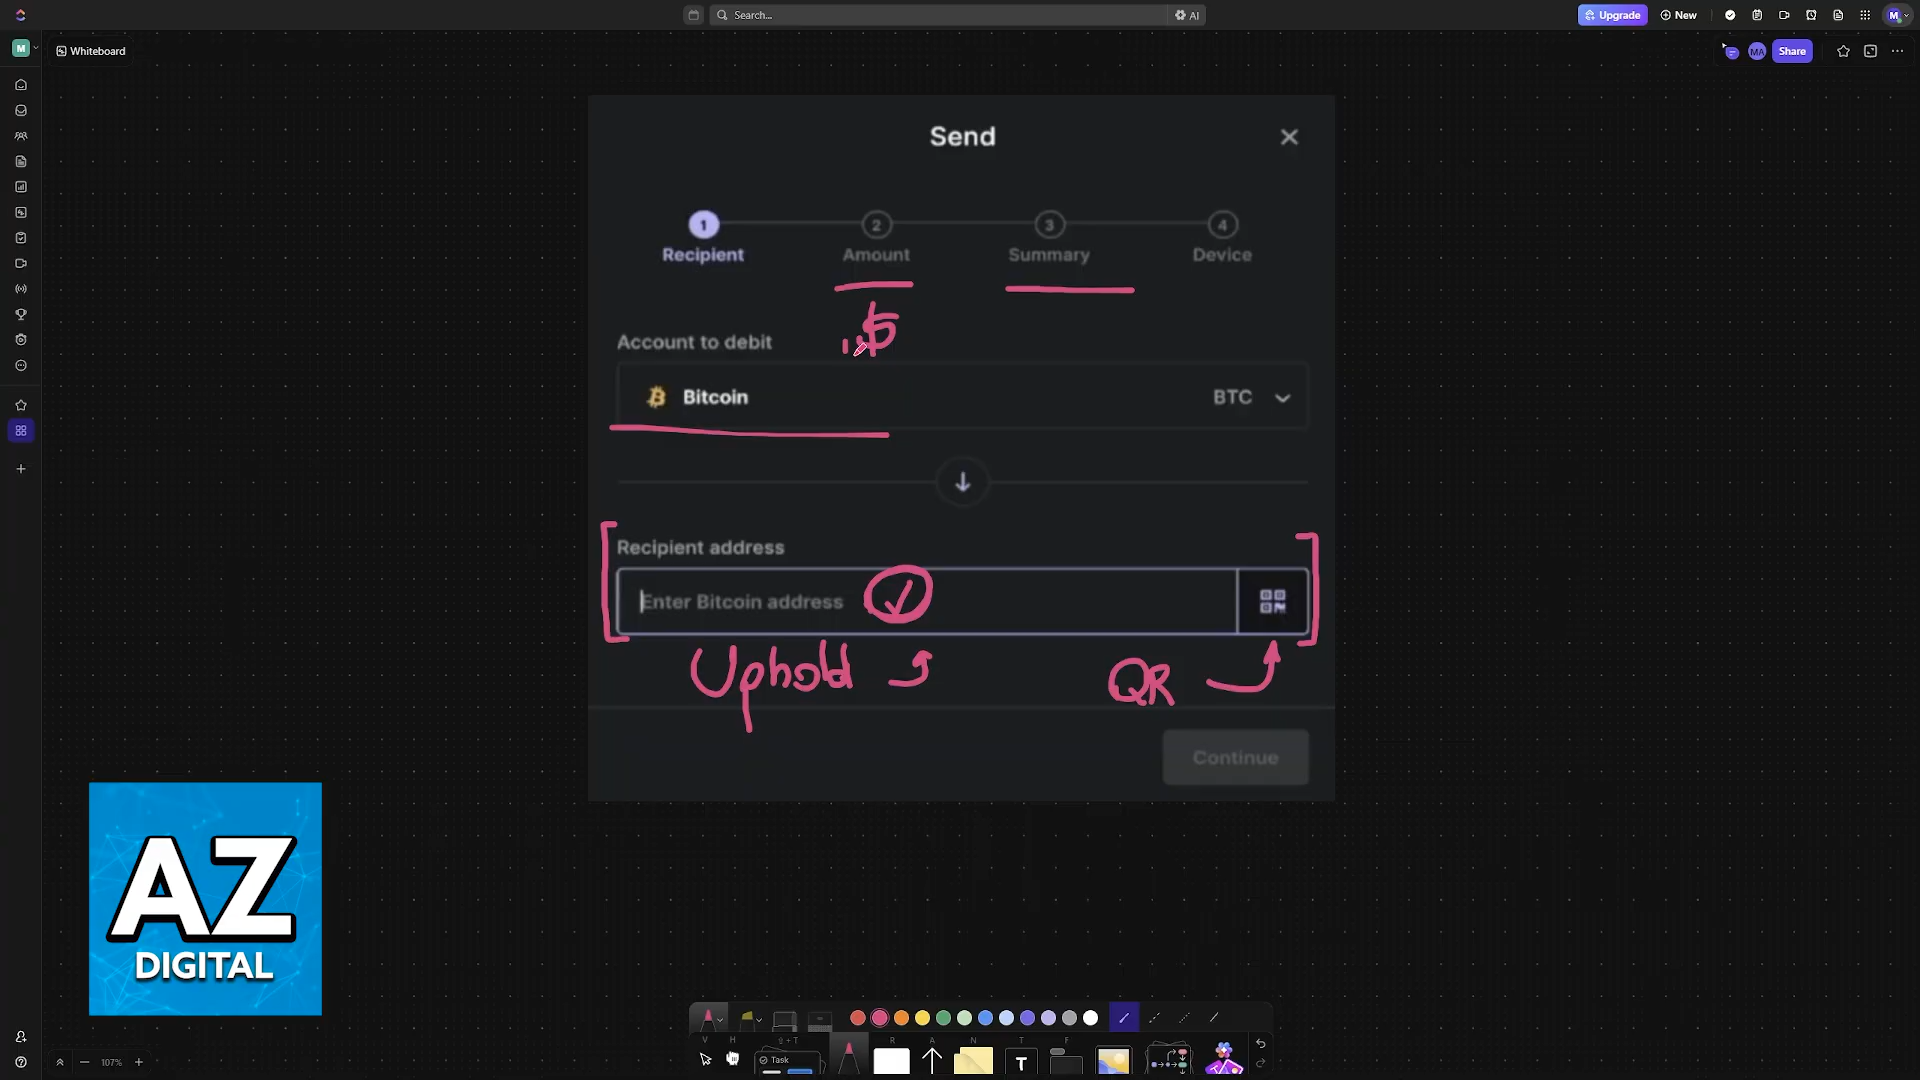 Search...
AI
Upgrade
New
M
M
Whiteboard
MA
Share
Send
1
2
3
4
Recipient
Amount
Summary
Device
$
Account to debit
Bitcoin
BTC
Recipient address
Enter Bitcoin address
Uphold
QR
Continue
AZ
DIGITAL
V
H
⇧+T
R
A
N
T
F
Task
T
107%